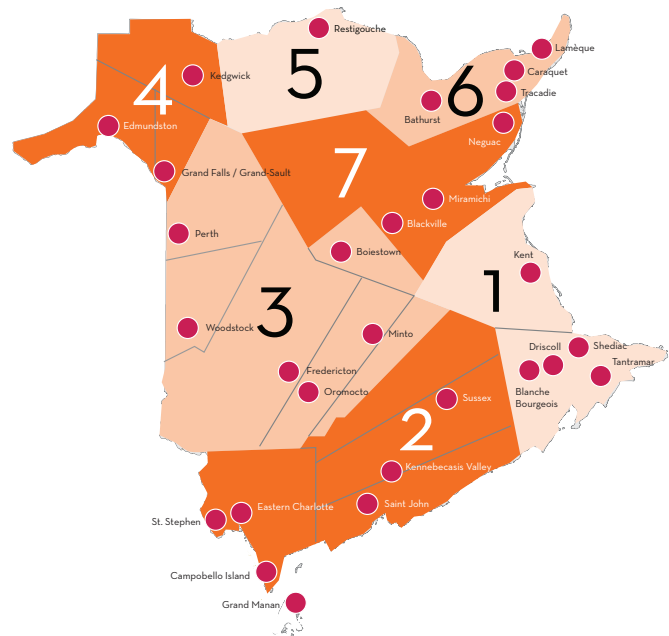 Restigouche
Lamèque
5
Caraquet
Kedgwick
4
6
Tracadie
Bathurst
Edmundston
Neguac
7
Grand Falls / Grand-Sault
Miramichi
Blackville
Perth
Boiestown
Kent
1
3
Woodstock
Minto
Driscoll
Shediac
Tantramar
Fredericton
Oromocto
Blanche
Bourgeois
Sussex
2
Kennebecasis Valley
Eastern Charlotte
Saint John
St. Stephen
Campobello Island
Grand Manan